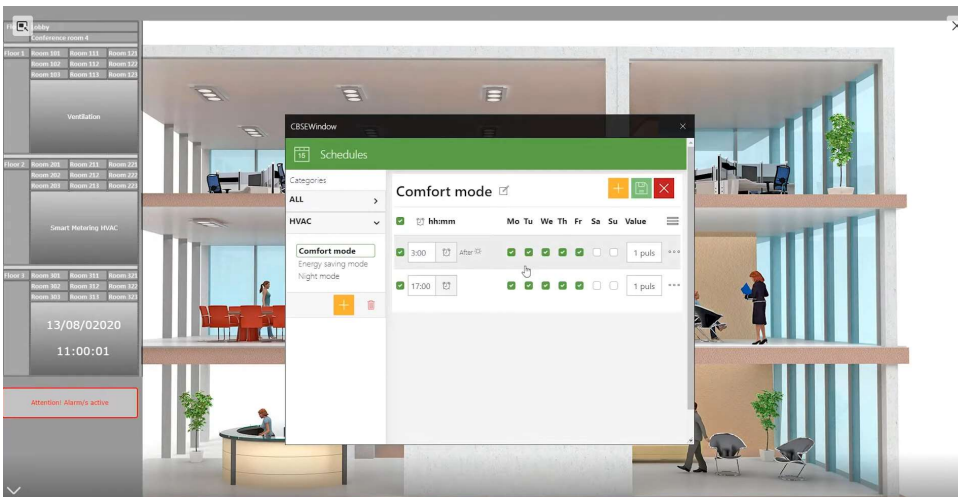 Lobby
Conference room 4
Floor 1 Room 101 Room 111 Room 121
Room 102 Room 112 Room 122
Room 103 Room 113 Room 123
Ventilation
Floor 2 Room 201 Room 211 Room 221
Room 202 Room 212 Room 222
Room 203 Room 213 Room 223
Smart Metering HVAC
Floor 3 Room 301 Room 311 Room 321
Room 302 Room 312 Room 322
Room 303 Room 313 Room 323
13/08/02020
11:00:01
Attention! Alarm/s active
CBSEWindow
18 Schedules
Categories
ALL
HVAC
Comfort mode
Energy saving mode
Night mode
Comfort mode
hh:mm Mo Tu We Th Fr Sa Su Value
3:00 After 1 puls
17:00 1 puls